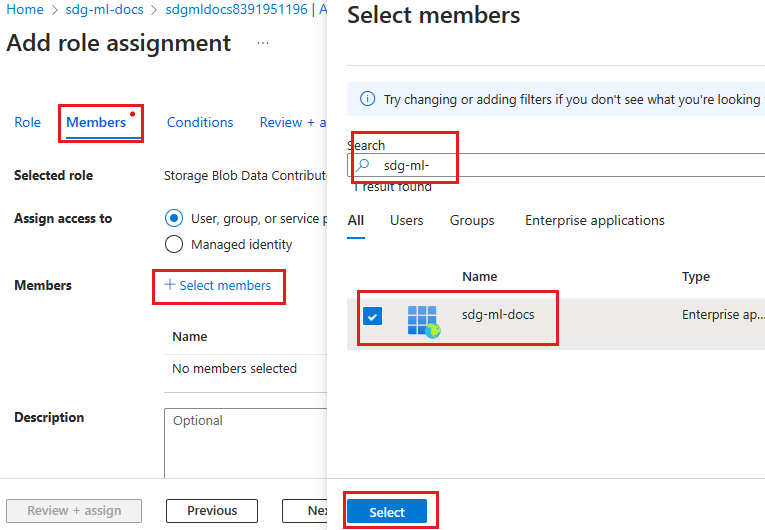 Home > sdg-ml-docs > sdgmldocs8391951196 | A
Add role assignment ...
Role Members Conditions Review + a
Selected role Storage Blob Data Contribut
Assign access to User, group, or service p
Managed identity
Members + Select members
Name
No members selected
Description Optional
Review + assign Previous Nex
Select members
Try changing or adding filters if you don't see what you're looking
Search
sdg-ml-
1 result found
All Users Groups Enterprise applications
Name Type
sdg-ml-docs Enterprise ap...
Select